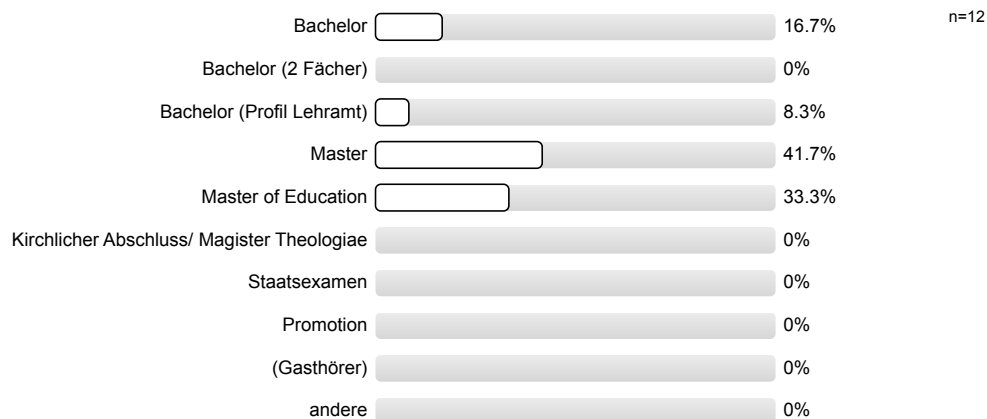 n=12
Bachelor 16.7%
Bachelor (2 Fächer) 0%
Bachelor (Profil Lehramt) 8.3%
Master 41.7%
Master of Education 33.3%
Kirchlicher Abschluss/ Magister Theologiae 0%
Staatsexamen 0%
Promotion 0%
(Gasthörer) 0%
andere 0%